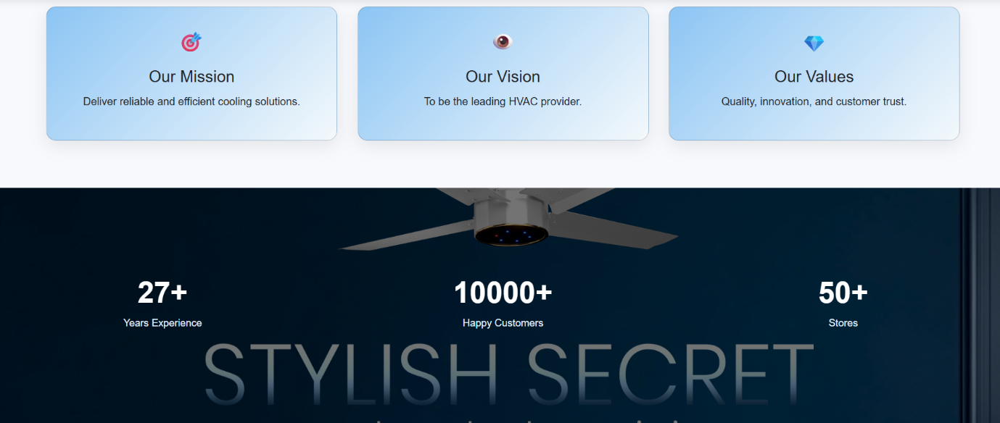 Our Mission
Deliver reliable and efficient cooling solutions.
Our Vision
To be the leading HVAC provider.
Our Values
Quality, innovation, and customer trust.
27+
Years Experience
10000+
Happy Customers
50+
Stores
STYLISH SECRET